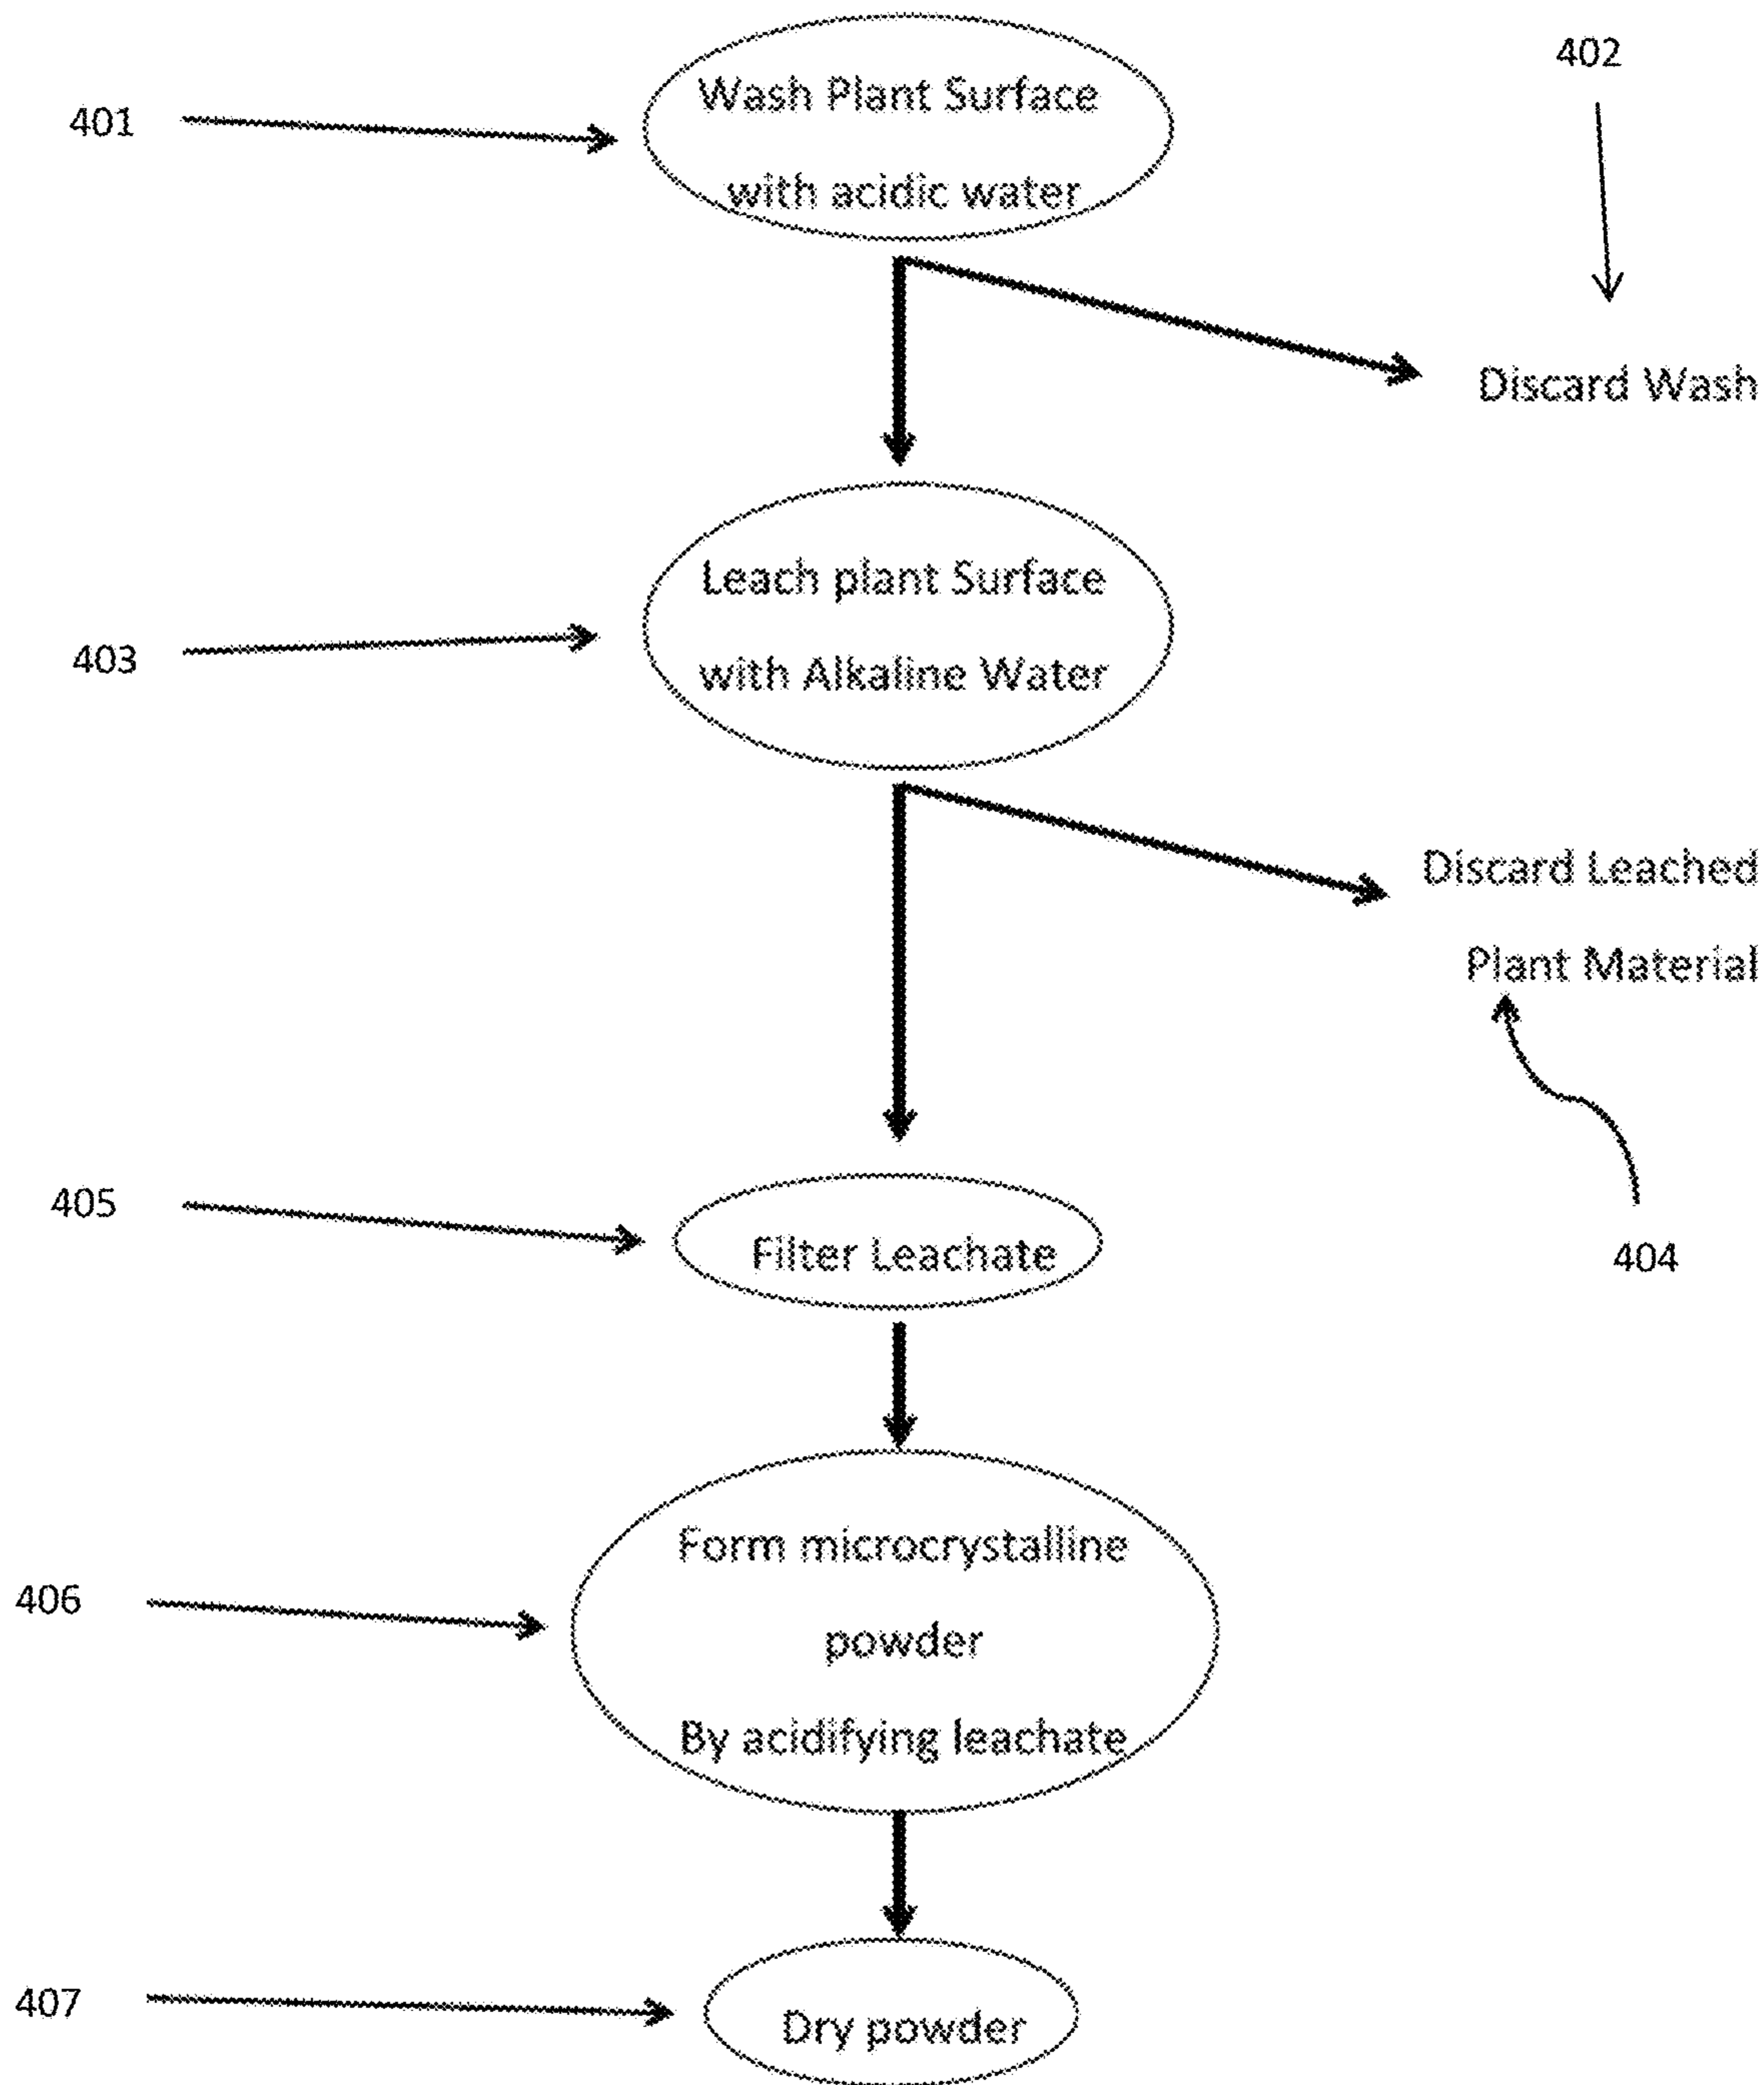 402
401
Wash Plant Surface
with acidic water
Discard Wash
403
Leach plant Surface
with Alkaline Water
Discard Leached
Plant Material
404
405
Filter Leachate
406
Form microcrystalline
powder
By acidifying leachate
407
Dry powder